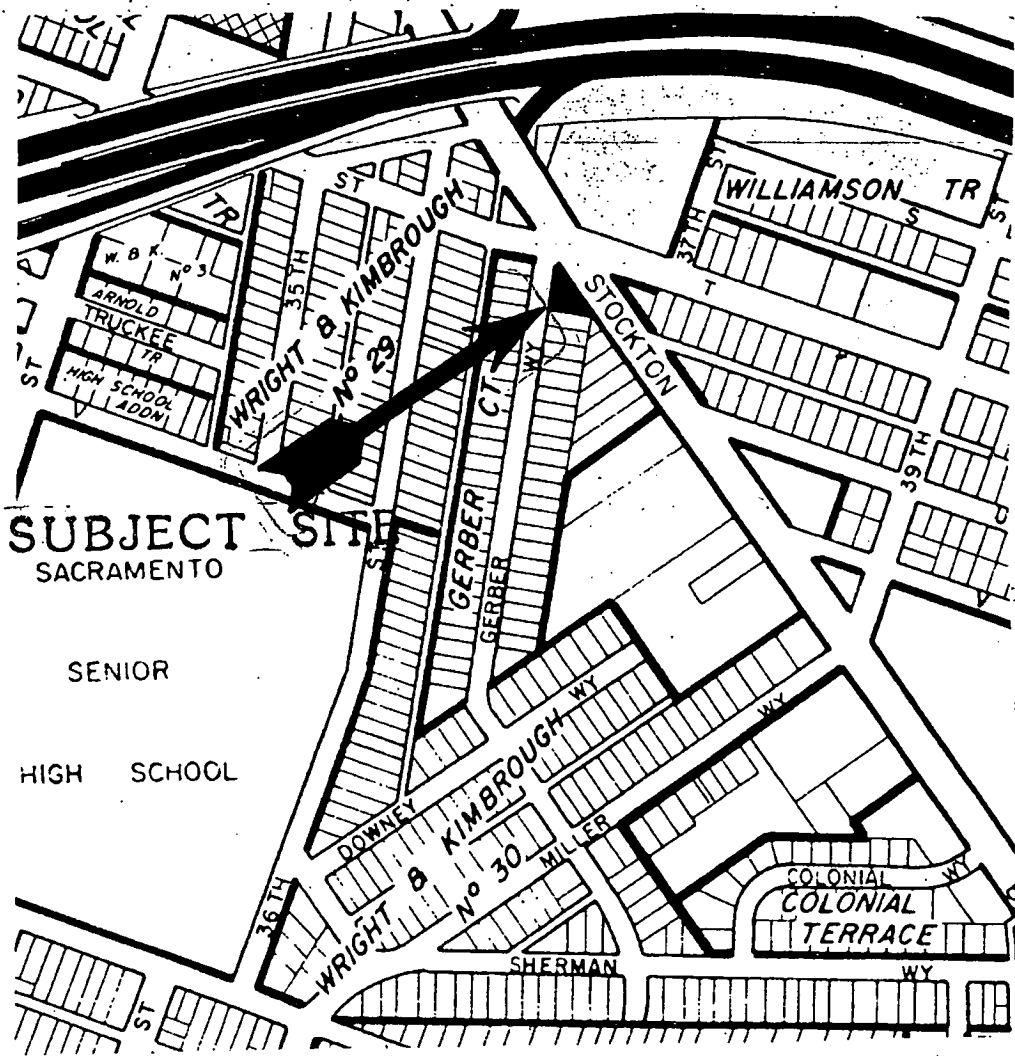 ST
WILLIAMSON TR
S
ST
37TH
ST
TR
35TH
W. & K.
Nº 3
ARNOLD
TRUCKEE
TR
HIGH SCHOOL
ADDN
ST
V
WRIGHT & KIMBROUGH
Nº 29
WY
STOCKTON
T
39TH
U
V
GERBER CT
GERBER
SUBJECT SITE
ST
SACRAMENTO
SENIOR
HIGH SCHOOL
WY
WY
DOWNEY
WRIGHT & KIMBROUGH
Nº 30
MILLER
36TH
COLONIAL WY
COLONIAL
TERRACE
SHERMAN WY
ST